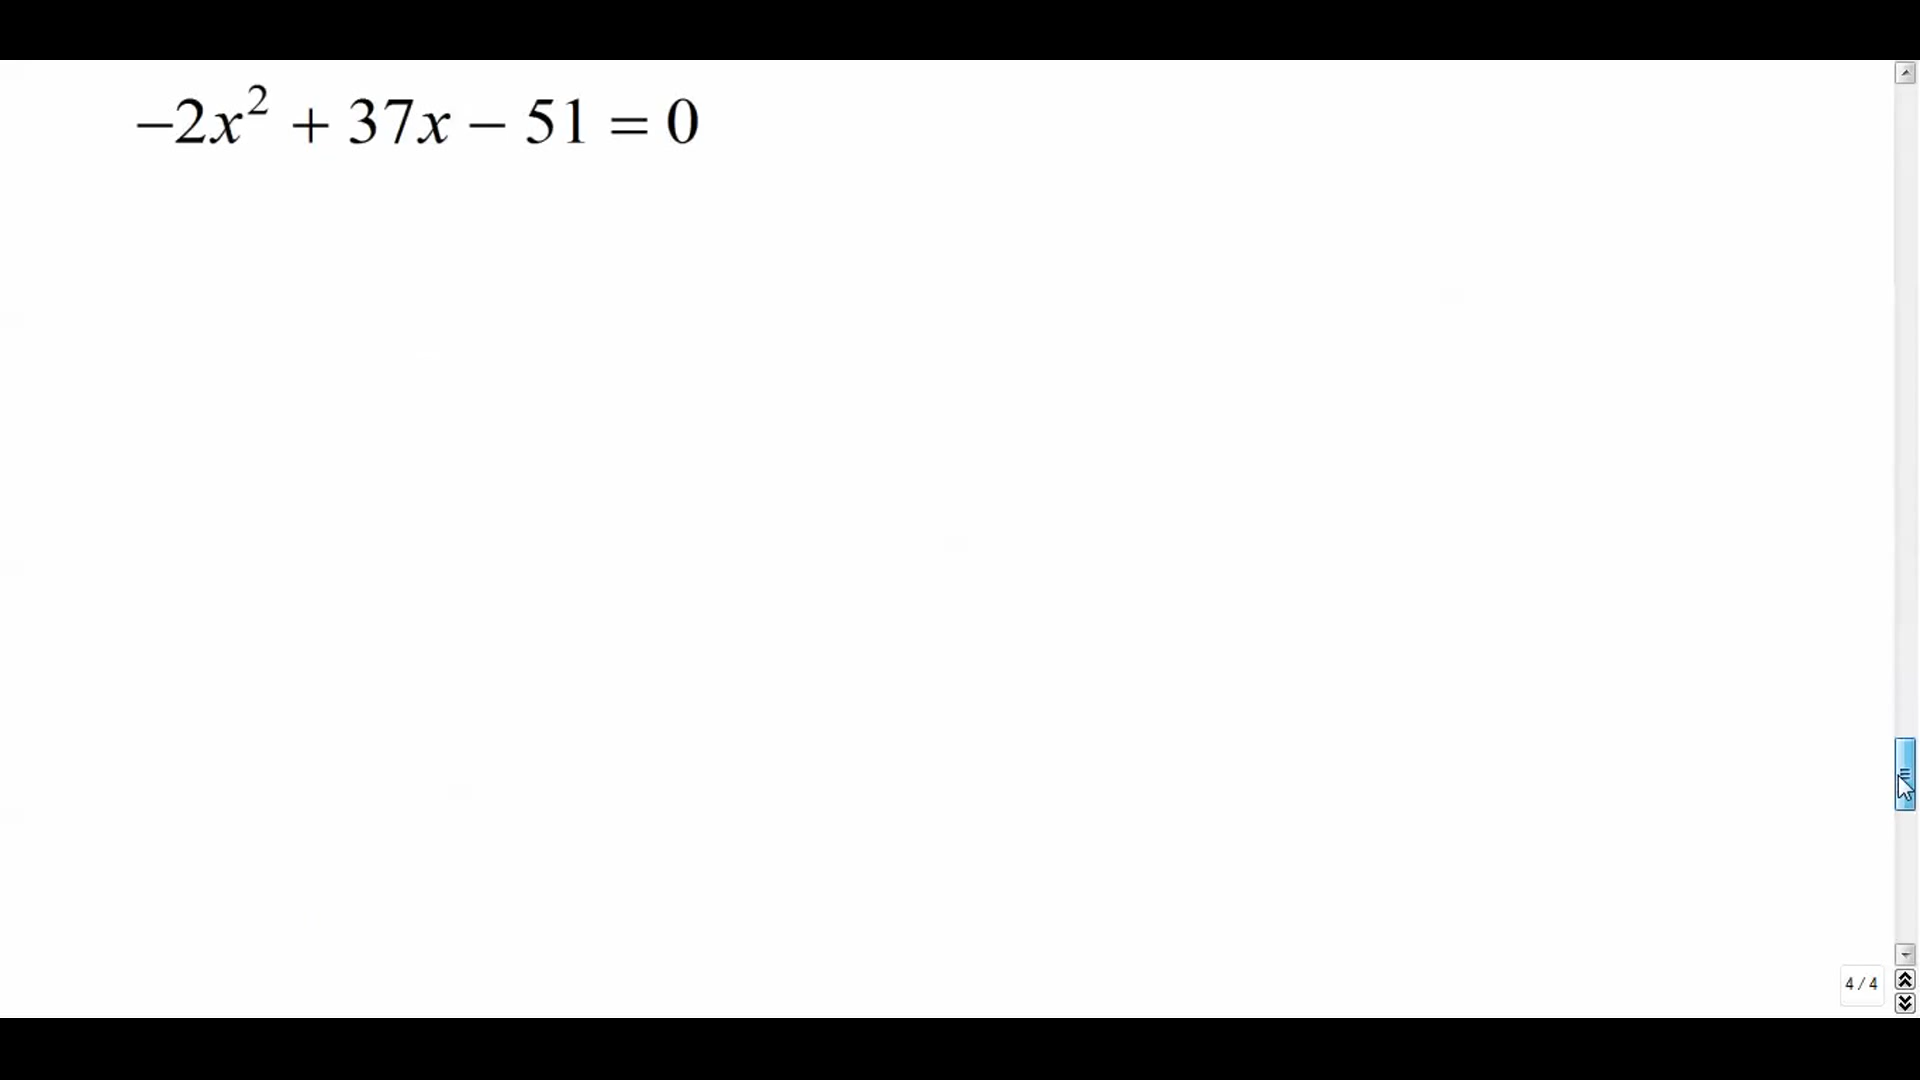 −2x² + 37x − 51 = 0
4 / 4